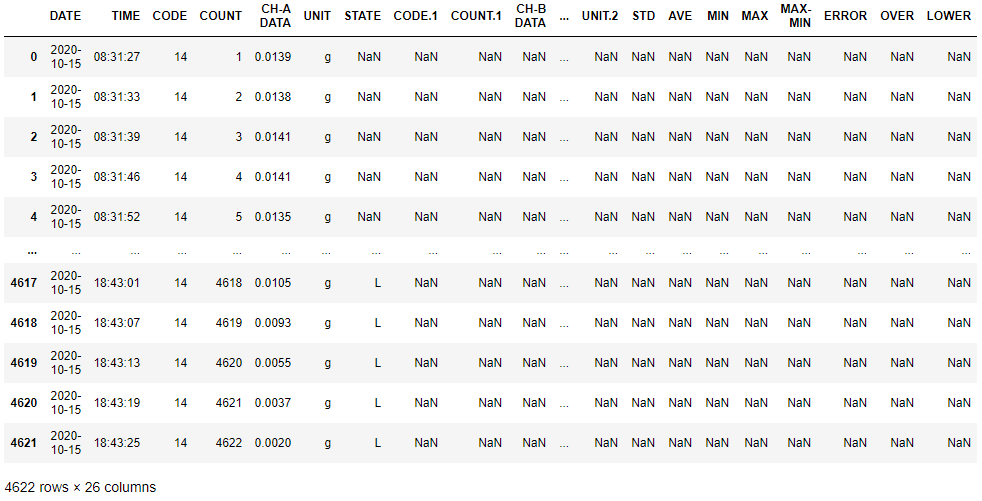 DATE TIME CODE COUNT CH-A DATA UNIT STATE CODE.1 COUNT.1 CH-B DATA ... UNIT.2 STD AVE MIN MAX MAX-MIN ERROR OVER LOWER
0 2020-10-15 08:31:27 14 1 0.0139 g NaN NaN NaN NaN ... NaN NaN NaN NaN NaN NaN NaN NaN NaN
1 2020-10-15 08:31:33 14 2 0.0138 g NaN NaN NaN NaN ... NaN NaN NaN NaN NaN NaN NaN NaN NaN
2 2020-10-15 08:31:39 14 3 0.0141 g NaN NaN NaN NaN ... NaN NaN NaN NaN NaN NaN NaN NaN NaN
3 2020-10-15 08:31:46 14 4 0.0141 g NaN NaN NaN NaN ... NaN NaN NaN NaN NaN NaN NaN NaN NaN
4 2020-10-15 08:31:52 14 5 0.0135 g NaN NaN NaN NaN ... NaN NaN NaN NaN NaN NaN NaN NaN NaN
... ... ... ... ... ... ... ... ... ... ... ... ... ... ... ... ... ... ... ... ...
4617 2020-10-15 18:43:01 14 4618 0.0105 g L NaN NaN NaN ... NaN NaN NaN NaN NaN NaN NaN NaN NaN
4618 2020-10-15 18:43:07 14 4619 0.0093 g L NaN NaN NaN ... NaN NaN NaN NaN NaN NaN NaN NaN NaN
4619 2020-10-15 18:43:13 14 4620 0.0055 g L NaN NaN NaN ... NaN NaN NaN NaN NaN NaN NaN NaN NaN
4620 2020-10-15 18:43:19 14 4621 0.0037 g L NaN NaN NaN ... NaN NaN NaN NaN NaN NaN NaN NaN NaN
4621 2020-10-15 18:43:25 14 4622 0.0020 g L NaN NaN NaN ... NaN NaN NaN NaN NaN NaN NaN NaN NaN
4622 rows × 26 columns